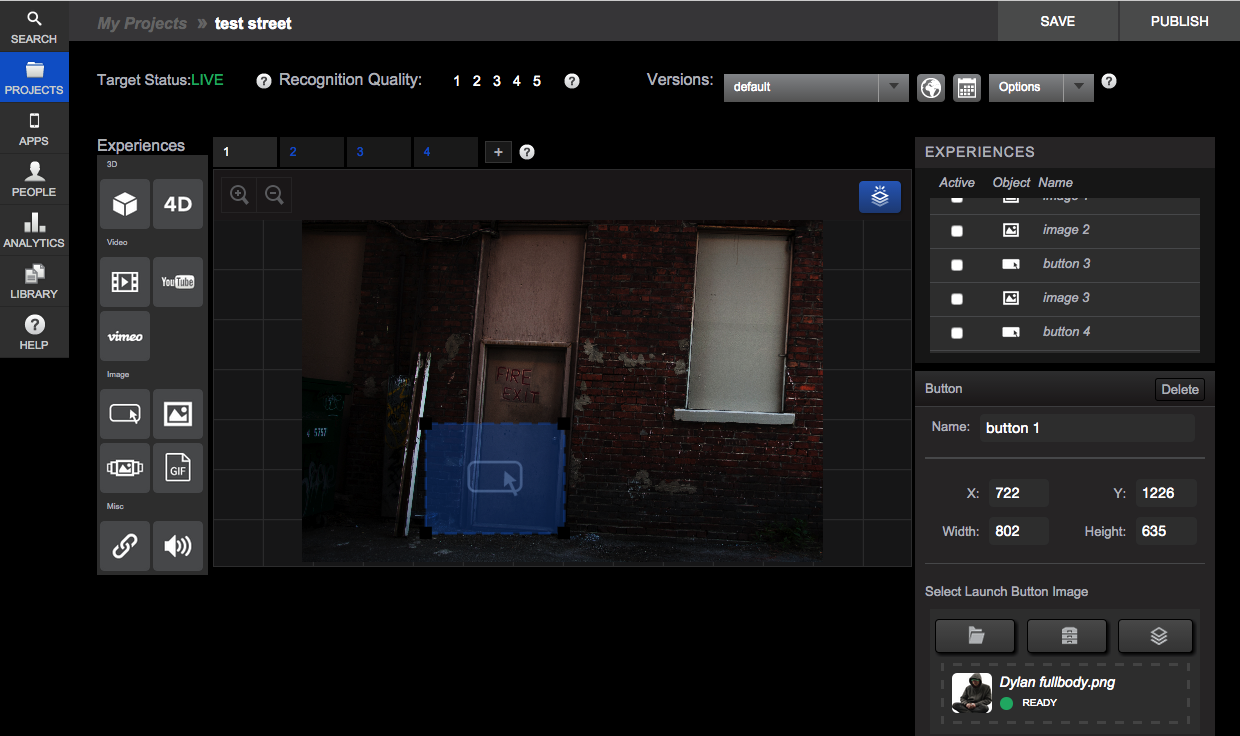 SEARCH
PROJECTS
APPS
PEOPLE
ANALYTICS
LIBRARY
HELP
My Projects » test street
SAVE
PUBLISH
Target Status:LIVE
? Recognition Quality: 1 2 3 4 5 ?
Versions: default
Options
?
Experiences
3D
4D
Video
YouTube
vimeo
Image
GIF
Misc
1 2 3 4 + ?
FIRE
EXIT
5757
EXPERIENCES
Active Object Name
image 2
button 3
image 3
button 4
Button
Delete
Name: button 1
X: 722 Y: 1226
Width: 802 Height: 635
Select Launch Button Image
Dylan fullbody.png
READY